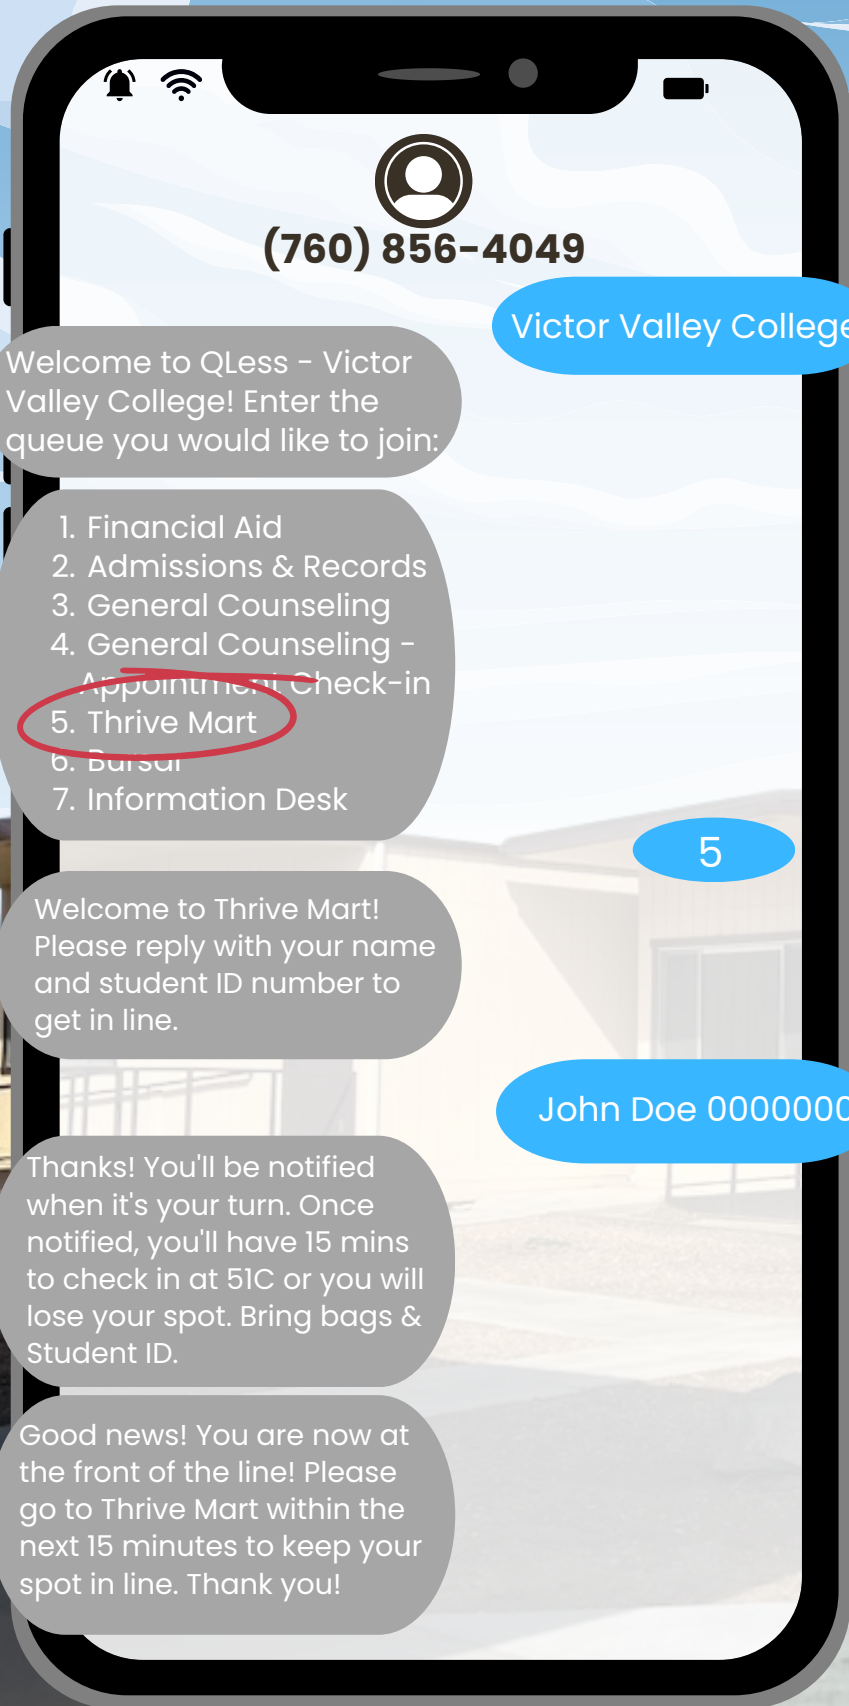 (760) 856-4049
Victor Valley College
Welcome to QLess - Victor
Valley College! Enter the
queue you would like to join:
1. Financial Aid
2. Admissions & Records
3. General Counseling
4. General Counseling -
Appointment Check-in
5. Thrive Mart
6. Bursar
7. Information Desk
5
Welcome to Thrive Mart!
Please reply with your name
and student ID number to
get in line.
John Doe 0000000
Thanks! You'll be notified
when it's your turn. Once
notified, you'll have 15 mins
to check in at 51C or you will
lose your spot. Bring bags &
Student ID.
Good news! You are now at
the front of the line! Please
go to Thrive Mart within the
next 15 minutes to keep your
spot in line. Thank you!